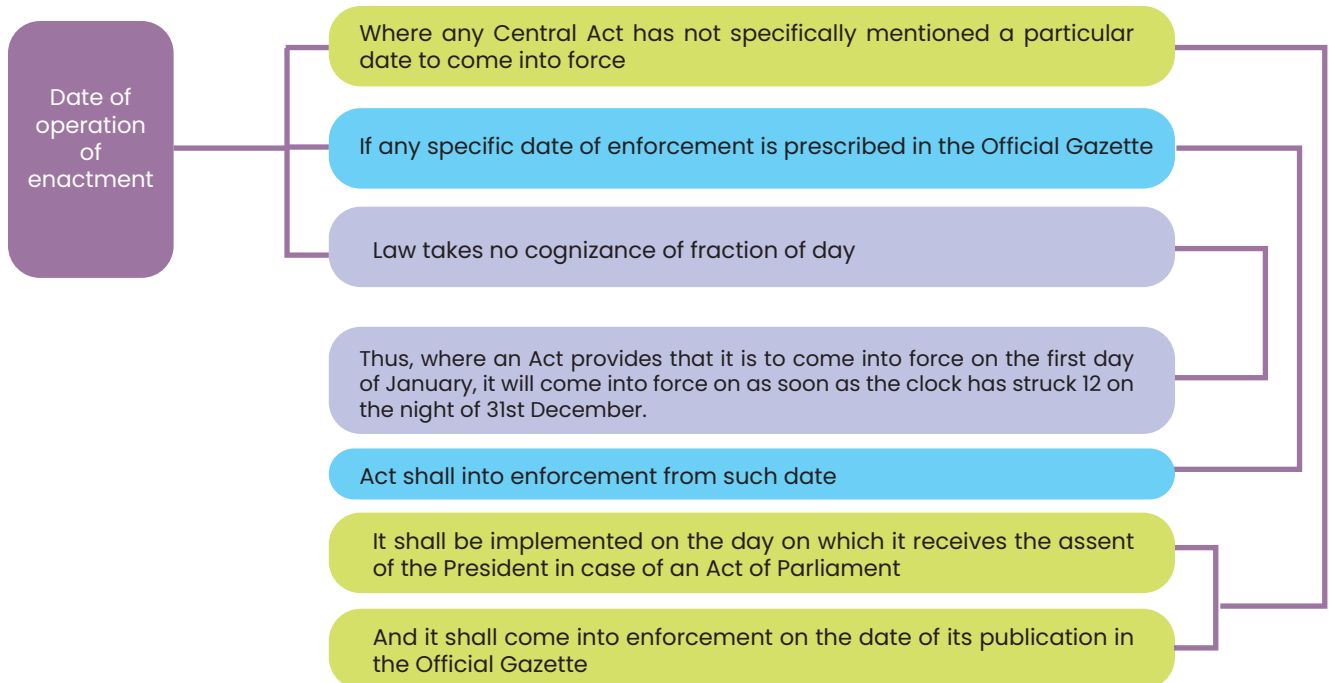 Date of
operation
of
enactment
Where any Central Act has not specifically mentioned a particular
date to come into force
If any specific date of enforcement is prescribed in the Official Gazette
Law takes no cognizance of fraction of day
Thus, where an Act provides that it is to come into force on the first day
of January, it will come into force on as soon as the clock has struck 12 on
the night of 31st December.
Act shall into enforcement from such date
It shall be implemented on the day on which it receives the assent
of the President in case of an Act of Parliament
And it shall come into enforcement on the date of its publication in
the Official Gazette